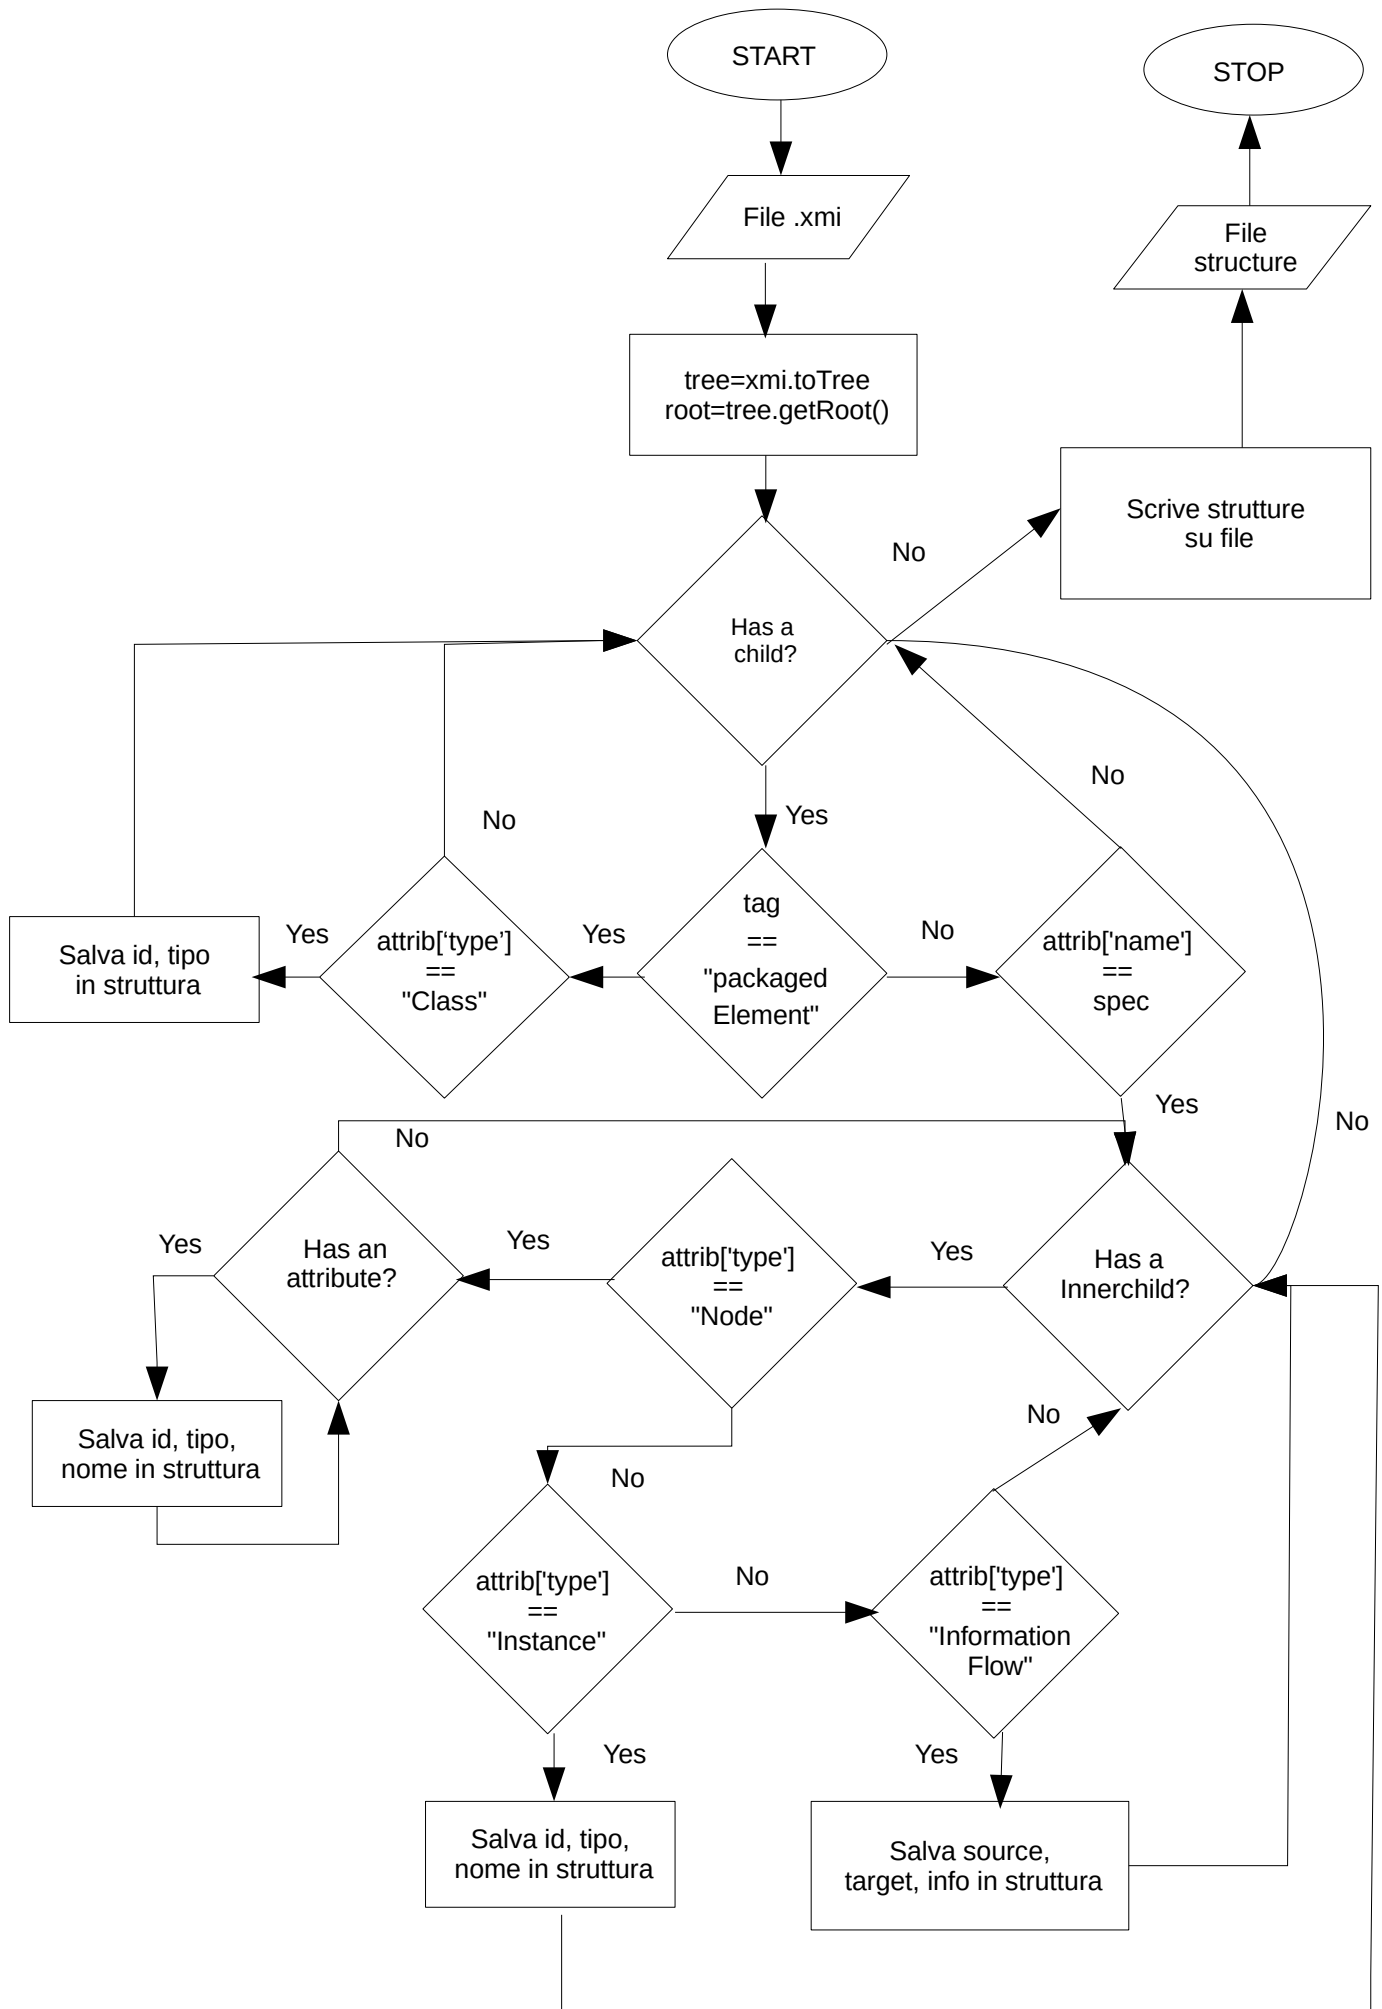 START
STOP
File .xmi
File
structure
tree=xmi.toTree
root=tree.getRoot()
Scrive strutture
su file
No
Has a
child?
No
Yes
No
tag
==
"packaged
Element"
Yes
No
attrib[‘type’]
==
"Class"
Yes
Salva id, tipo
in struttura
attrib['name']
==
spec
Yes
No
No
Has an
attribute?
Yes
Yes
attrib['type']
==
"Node"
Yes
Has a
Innerchild?
Salva id, tipo,
nome in struttura
No
No
attrib['type']
==
"Instance"
No
attrib['type']
==
"Information
Flow"
Yes
Yes
Salva id, tipo,
nome in struttura
Salva source,
target, info in struttura